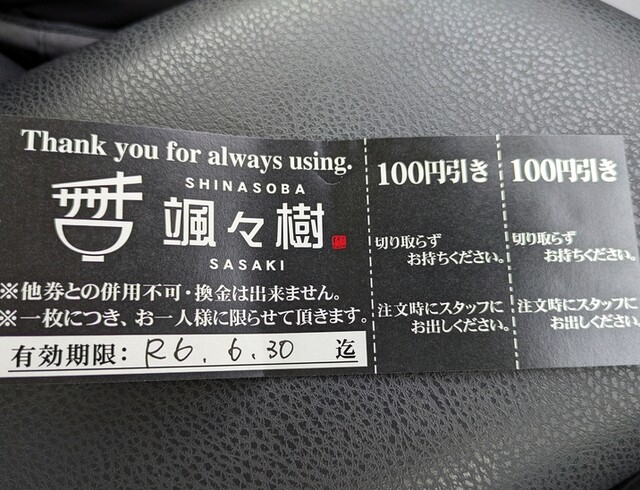 Thank you for always using.
SHINASOBA
颯々樹
SASAKI
※他券との併用不可・換金は出来ません。
※一枚につき、お一人様に限らせて頂きます。
有効期限: R6. 6.30 迄
100円引き
切り取らず
お持ちください。
注文時にスタッフに
お出しください。
100円引き
切り取らず
お持ちください。
注文時にスタッフに
お出しください。